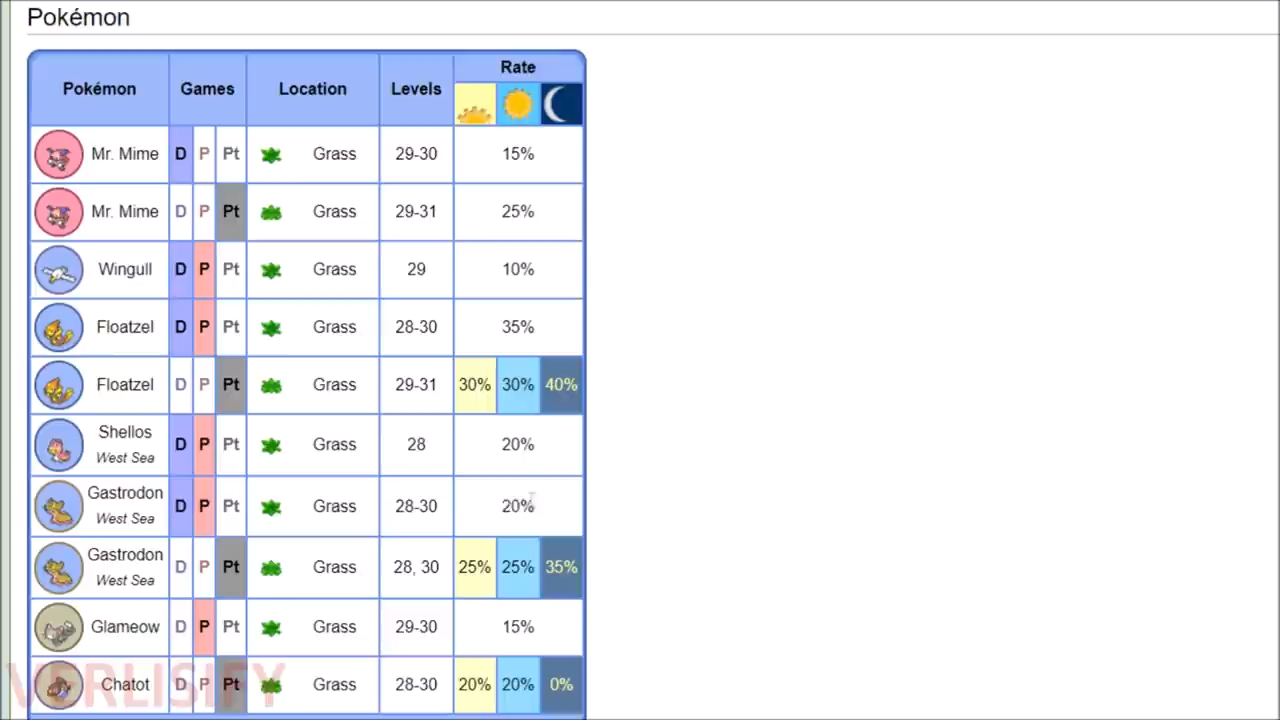 Pokémon
Pokémon Games Location Levels Rate
Mr. Mime D P Pt Grass 29-30 15%
Mr. Mime D P Pt Grass 29-31 25%
Wingull D P Pt Grass 29 10%
Floatzel D P Pt Grass 28-30 35%
Floatzel D P Pt Grass 29-31 30% 30% 40%
Shellos
West Sea
D P Pt Grass 28 20%
Gastrodon
West Sea
D P Pt Grass 28-30 20%
Gastrodon
West Sea
D P Pt Grass 28, 30 25% 25% 35%
Glameow D P Pt Grass 29-30 15%
Chatot D P Pt Grass 28-30 20% 20% 0%
VERLISIFY